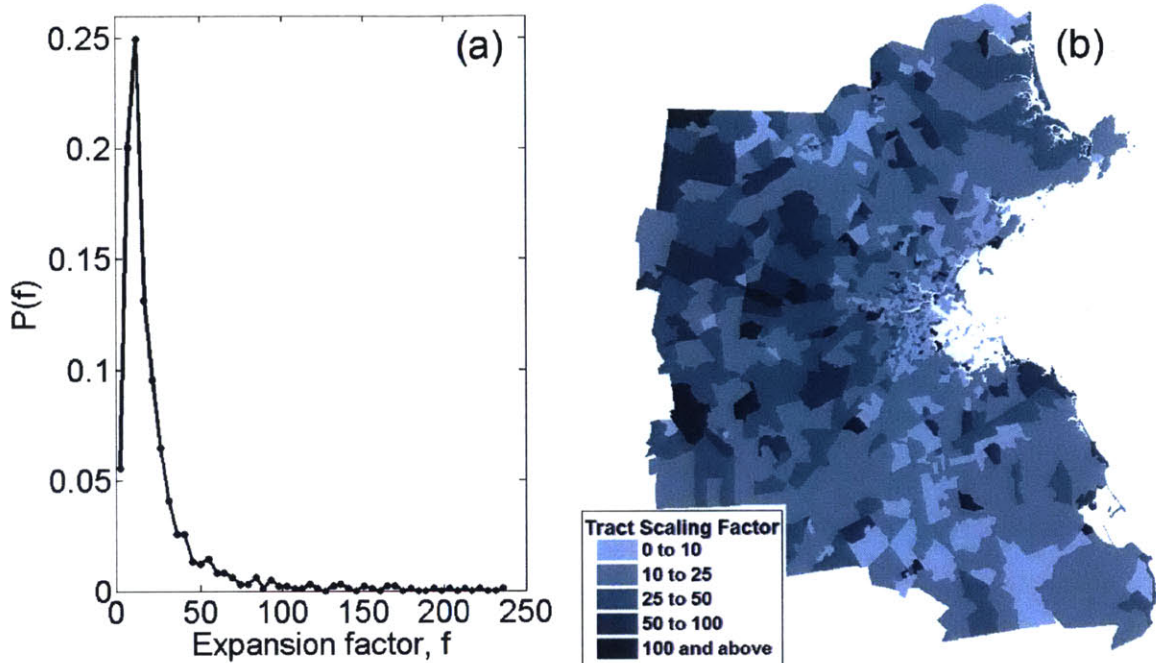 (a)
P(f)
0.25
0.2
0.15
0.1
0.05
0
0 50 100 150 200 250
Expansion factor, f
(b)
Tract Scaling Factor
0 to 10
10 to 25
25 to 50
50 to 100
100 and above